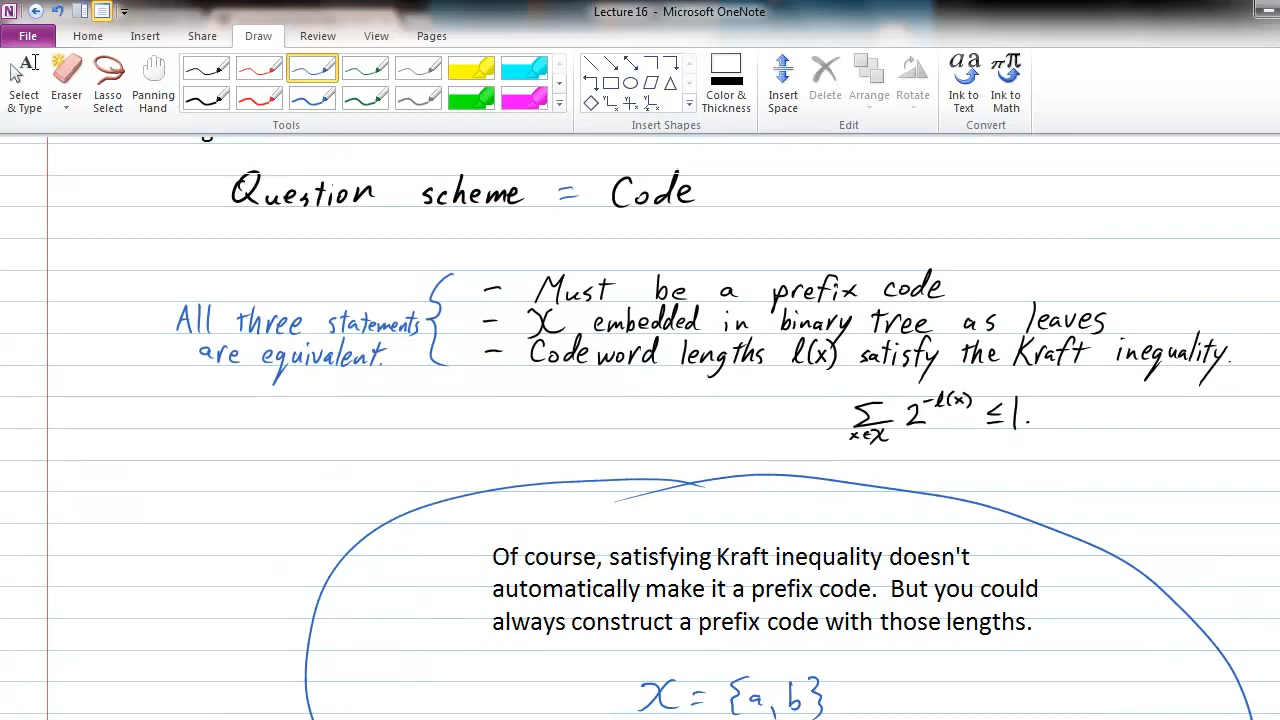 Lecture 16 - Microsoft OneNote
File Home Insert Share Draw Review View Pages
Select & Type Eraser Lasso Select Panning Hand Color & Thickness Insert Space Delete Arrange Rotate Ink to Text Ink to Math
Tools Insert Shapes Edit Convert
Question scheme = Code
- Must be a prefix code
All three statements - 𝒳 embedded in binary tree as leaves
are equivalent. - Codeword lengths l(x) satisfy the Kraft inequality.
∑_{x∈𝒳} 2^{-l(x)} ≤ 1.
Of course, satisfying Kraft inequality doesn't
automatically make it a prefix code. But you could
always construct a prefix code with those lengths.
𝒳 = {a, b}